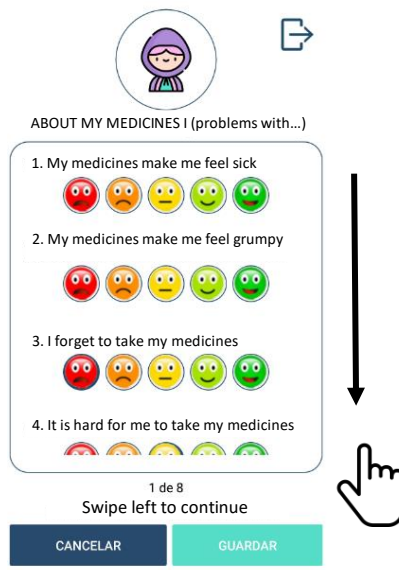 ABOUT MY MEDICINES I (problems with...)
1. My medicines make me feel sick
2. My medicines make me feel grumpy
3. I forget to take my medicines
4. It is hard for me to take my medicines
1 de 8
Swipe left to continue
CANCELAR
GUARDAR